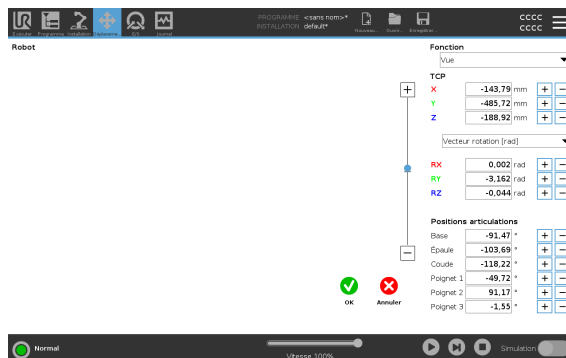 PROGRAMME <sans nom>*
INSTALLATION default*
CCCC
CCCC
UR
Exécuter Programme Installation Déplaceme... E/S Journal
Nouveau... Ouvrir... Enregistrer...
Robot
Fonction
Vue
TCP
X -143,79 mm + −
Y -485,72 mm + −
Z -188,92 mm + −
Vecteur rotation [rad]
RX 0,002 rad + −
RY -3,162 rad + −
RZ -0,044 rad + −
Positions articulations
Base -91,47 ° + −
Épaule -103,69 ° + −
Coude -118,22 ° + −
Poignet 1 -49,72 ° + −
Poignet 2 91,17 ° + −
Poignet 3 -1,55 ° + −
OK Annuler
Normal
Vitesse 100%
Simulation